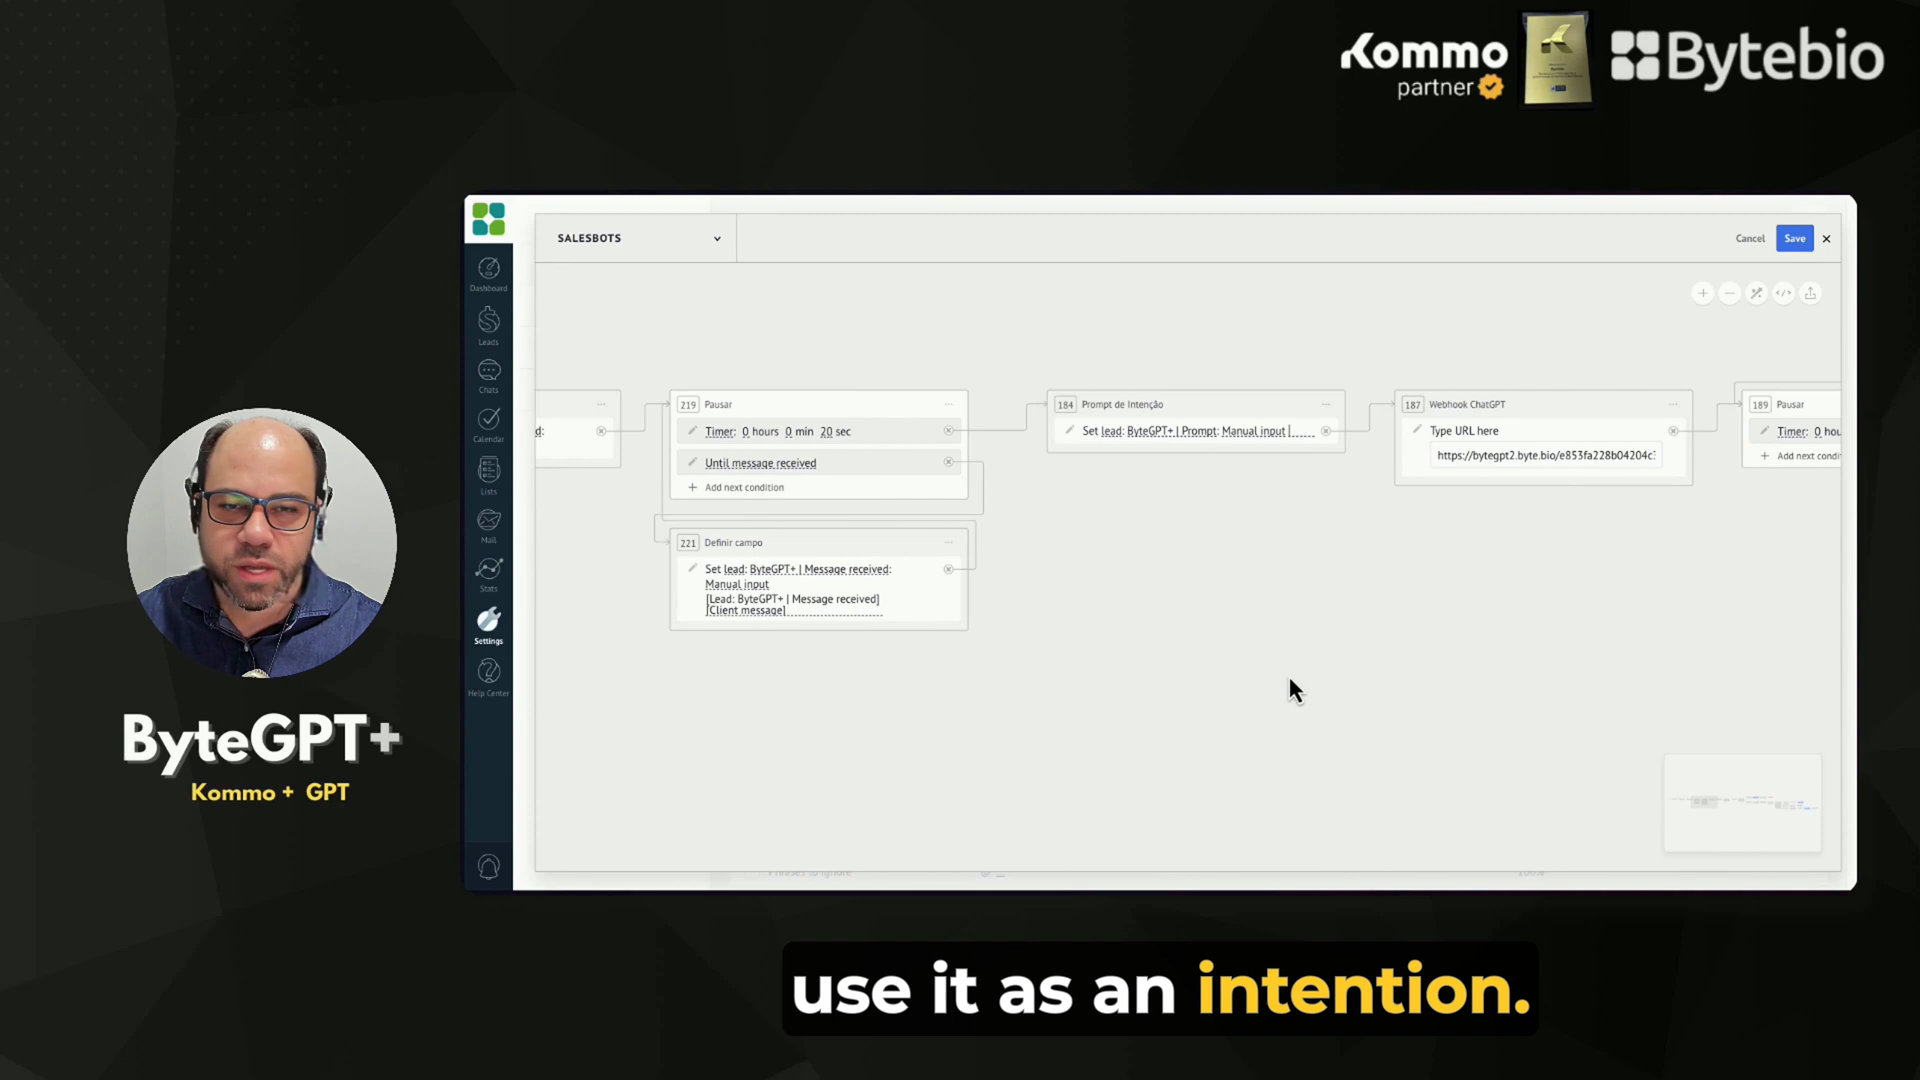 Kommo
partner
Bytebio
SALESBOTS
Cancel
Save
Dashboard
Leads
Chats
Calendar
Lists
Mail
Stats
Settings
Help Center
d:
219 Pausar
Timer: 0 hours 0 min 20 sec
Until message received
Add next condition
221 Definir campo
Set lead: ByteGPT+ | Message received:
Manual input
[Lead: ByteGPT+ | Message received]
[Client message]
184 Prompt de Intenção
Set lead: ByteGPT+ | Prompt: Manual input
187 Webhook ChatGPT
Type URL here
https://bytegpt2.byte.bio/e853fa228b04204c
189 Pausar
Timer: 0 hou
Add next condi
ByteGPT+
Kommo + GPT
use it as an intention.